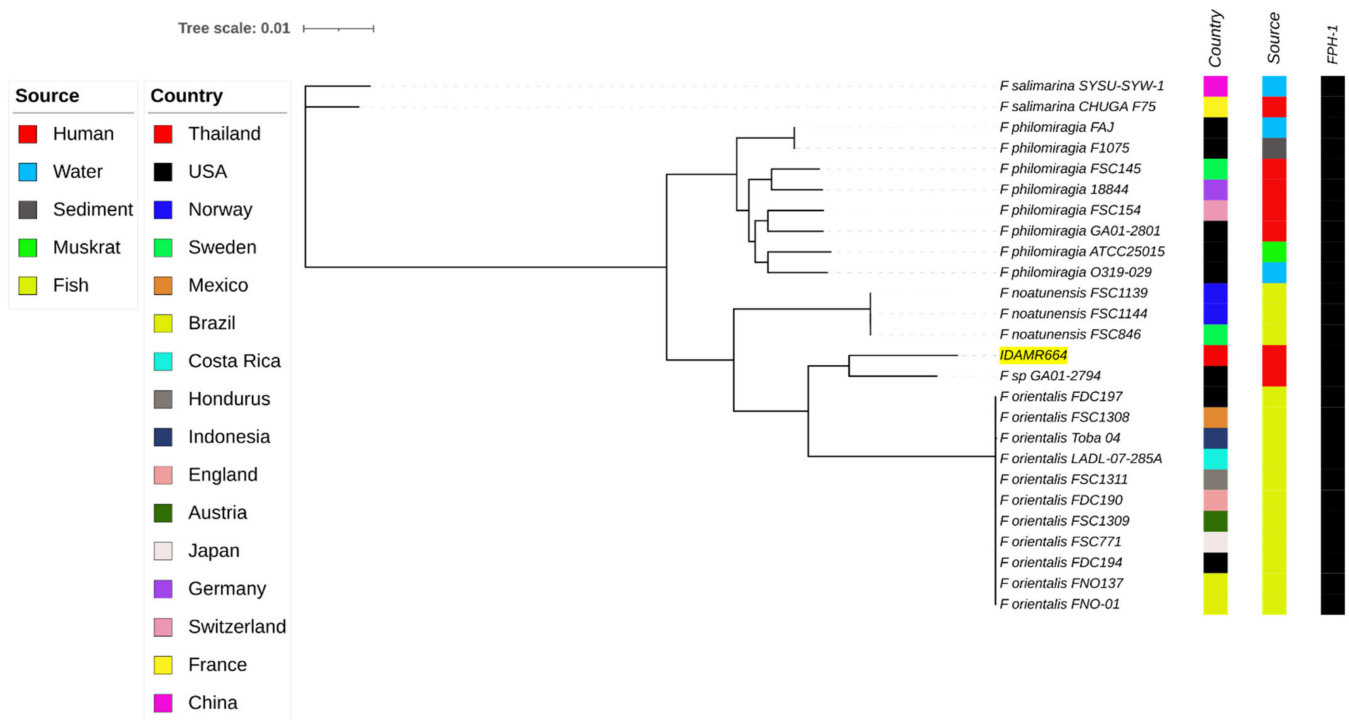 Tree scale: 0.01
Country
Source
FPH-1
Source
Human
Water
Sediment
Muskrat
Fish
Country
Thailand
USA
Norway
Sweden
Mexico
Brazil
Costa Rica
Hondurus
Indonesia
England
Austria
Japan
Germany
Switzerland
France
China
F salimarina SYSU-SYW-1
F salimarina CHUGA F75
F philomiragia FAJ
F philomiragia F1075
F philomiragia FSC145
F philomiragia 18844
F philomiragia FSC154
F philomiragia GA01-2801
F philomiragia ATCC25015
F philomiragia O319-029
F noatunensis FSC1139
F noatunensis FSC1144
F noatunensis FSC846
IDAMR664
F sp GA01-2794
F orientalis FDC197
F orientalis FSC1308
F orientalis Toba 04
F orientalis LADL-07-285A
F orientalis FSC1311
F orientalis FDC190
F orientalis FSC1309
F orientalis FSC771
F orientalis FDC194
F orientalis FNO137
F orientalis FNO-01